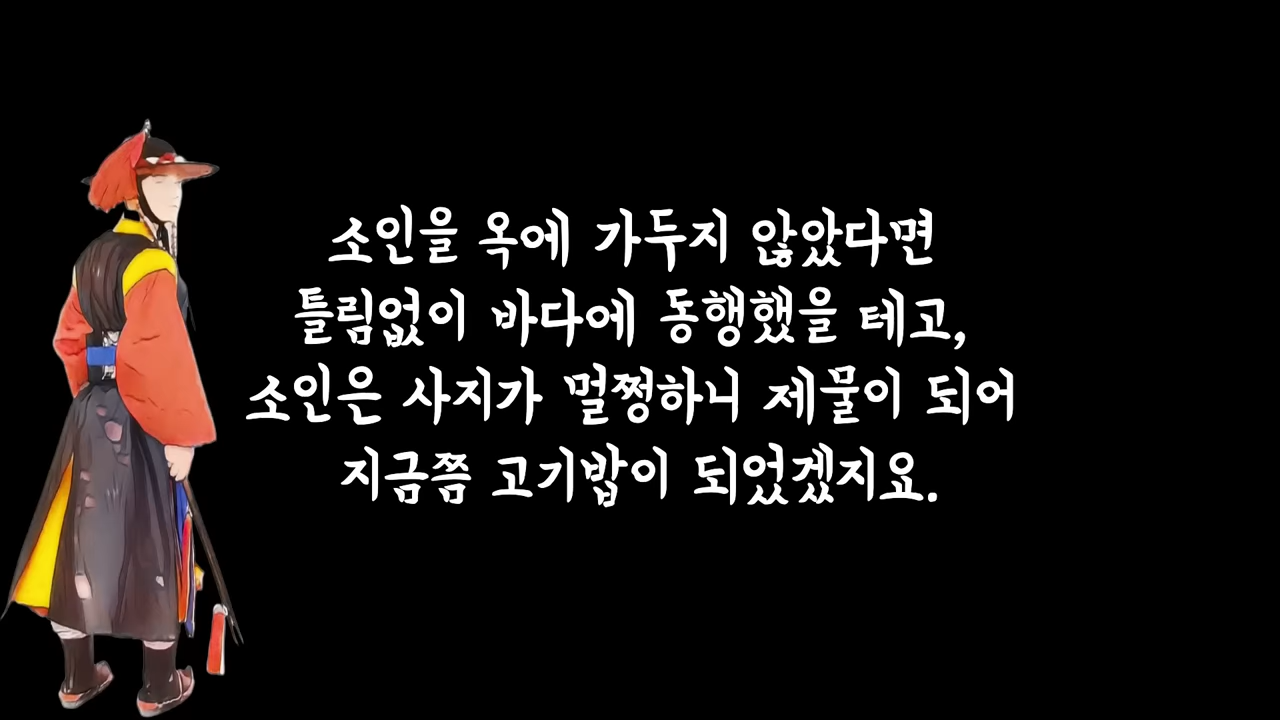 소인을 옥에 가두지 않았다면
틀림없이 바다에 동행했을 테고,
소인은 사지가 멀쩡하니 제물이 되어
지금쯤 고기밥이 되었겠지요.